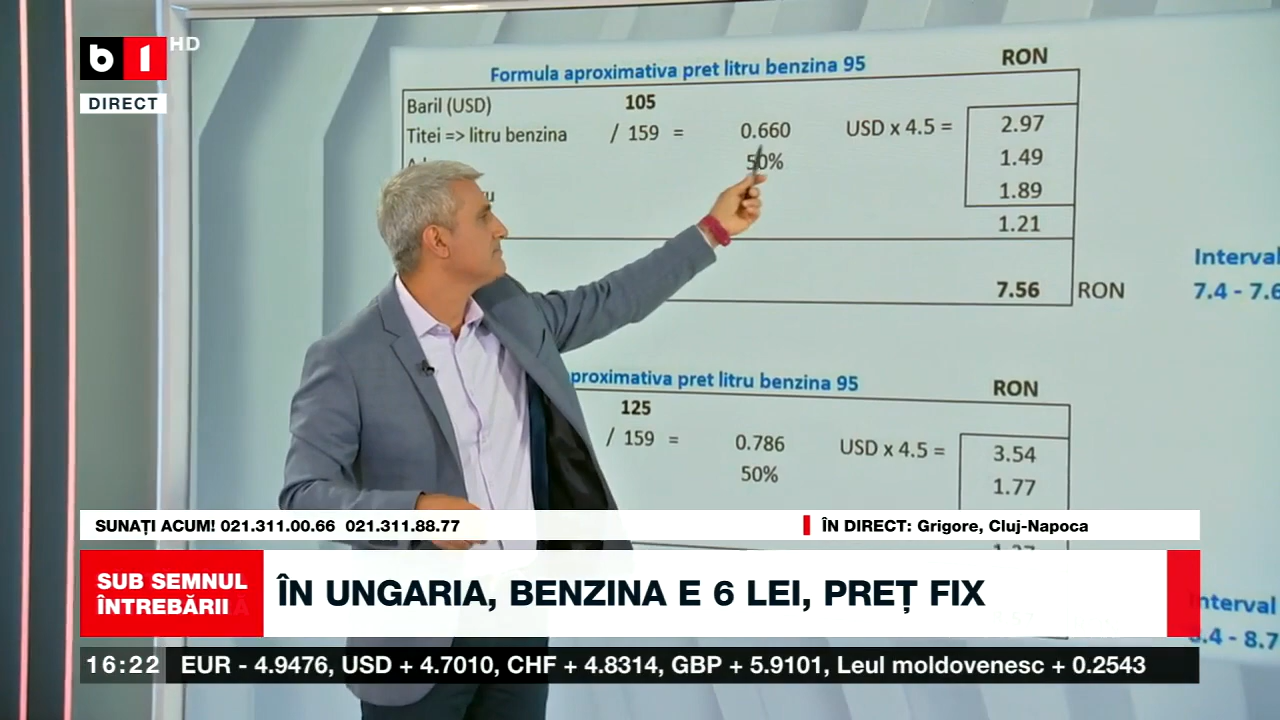 b1 HD
DIRECT
Formula aproximativa pret litru benzina 95 RON
Baril (USD) 105
Titei => litru benzina / 159 = 0.660 USD x 4.5 = 2.97
50% 1.49
1.89
1.21
7.56 RON
Interval
7.4 - 7.6
aproximativa pret litru benzina 95 RON
125
/ 159 = 0.786 USD x 4.5 = 3.54
50% 1.77
Interval
8.4 - 8.7
SUNAȚI ACUM! 021.311.00.66 021.311.88.77
ÎN DIRECT: Grigore, Cluj-Napoca
SUB SEMNUL
ÎNTREBĂRII
ÎN UNGARIA, BENZINA E 6 LEI, PREȚ FIX
16:22 EUR - 4.9476, USD + 4.7010, CHF + 4.8314, GBP + 5.9101, Leul moldovenesc + 0.2543